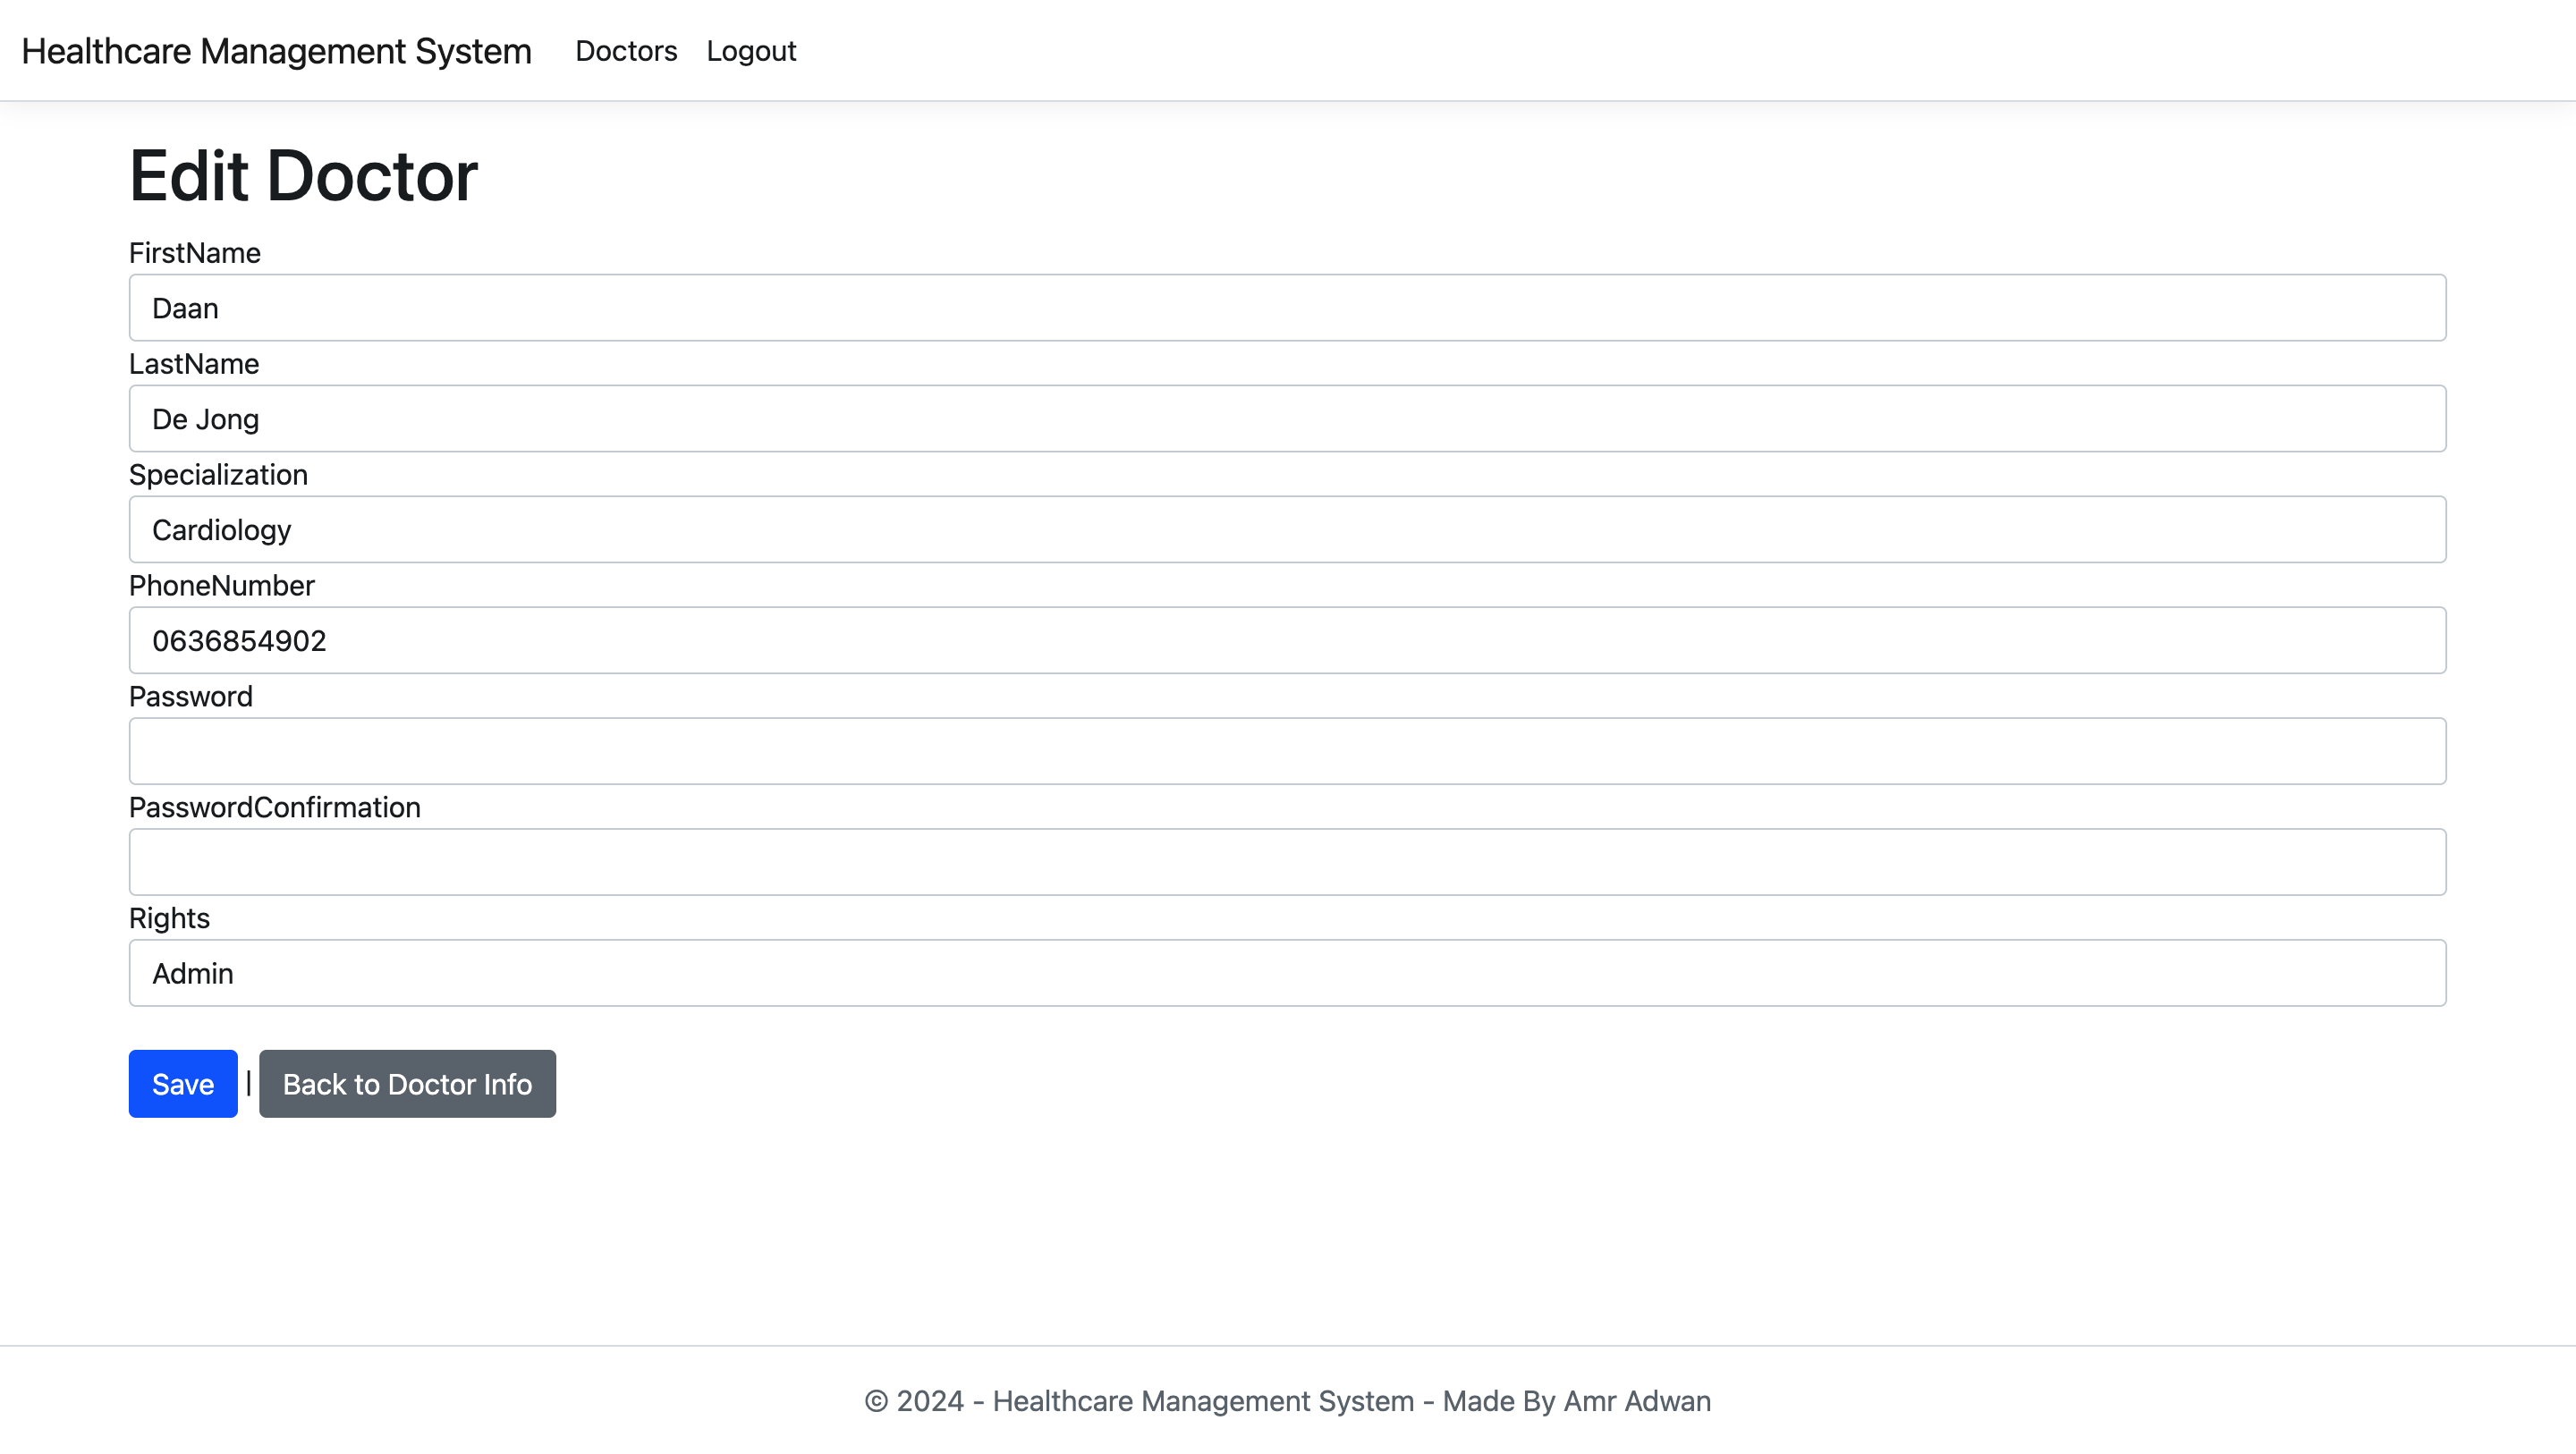 Healthcare Management System Doctors Logout
Edit Doctor
FirstName
Daan
LastName
De Jong
Specialization
Cardiology
PhoneNumber
0636854902
Password
PasswordConfirmation
Rights
Admin
Save | Back to Doctor Info
© 2024 - Healthcare Management System - Made By Amr Adwan